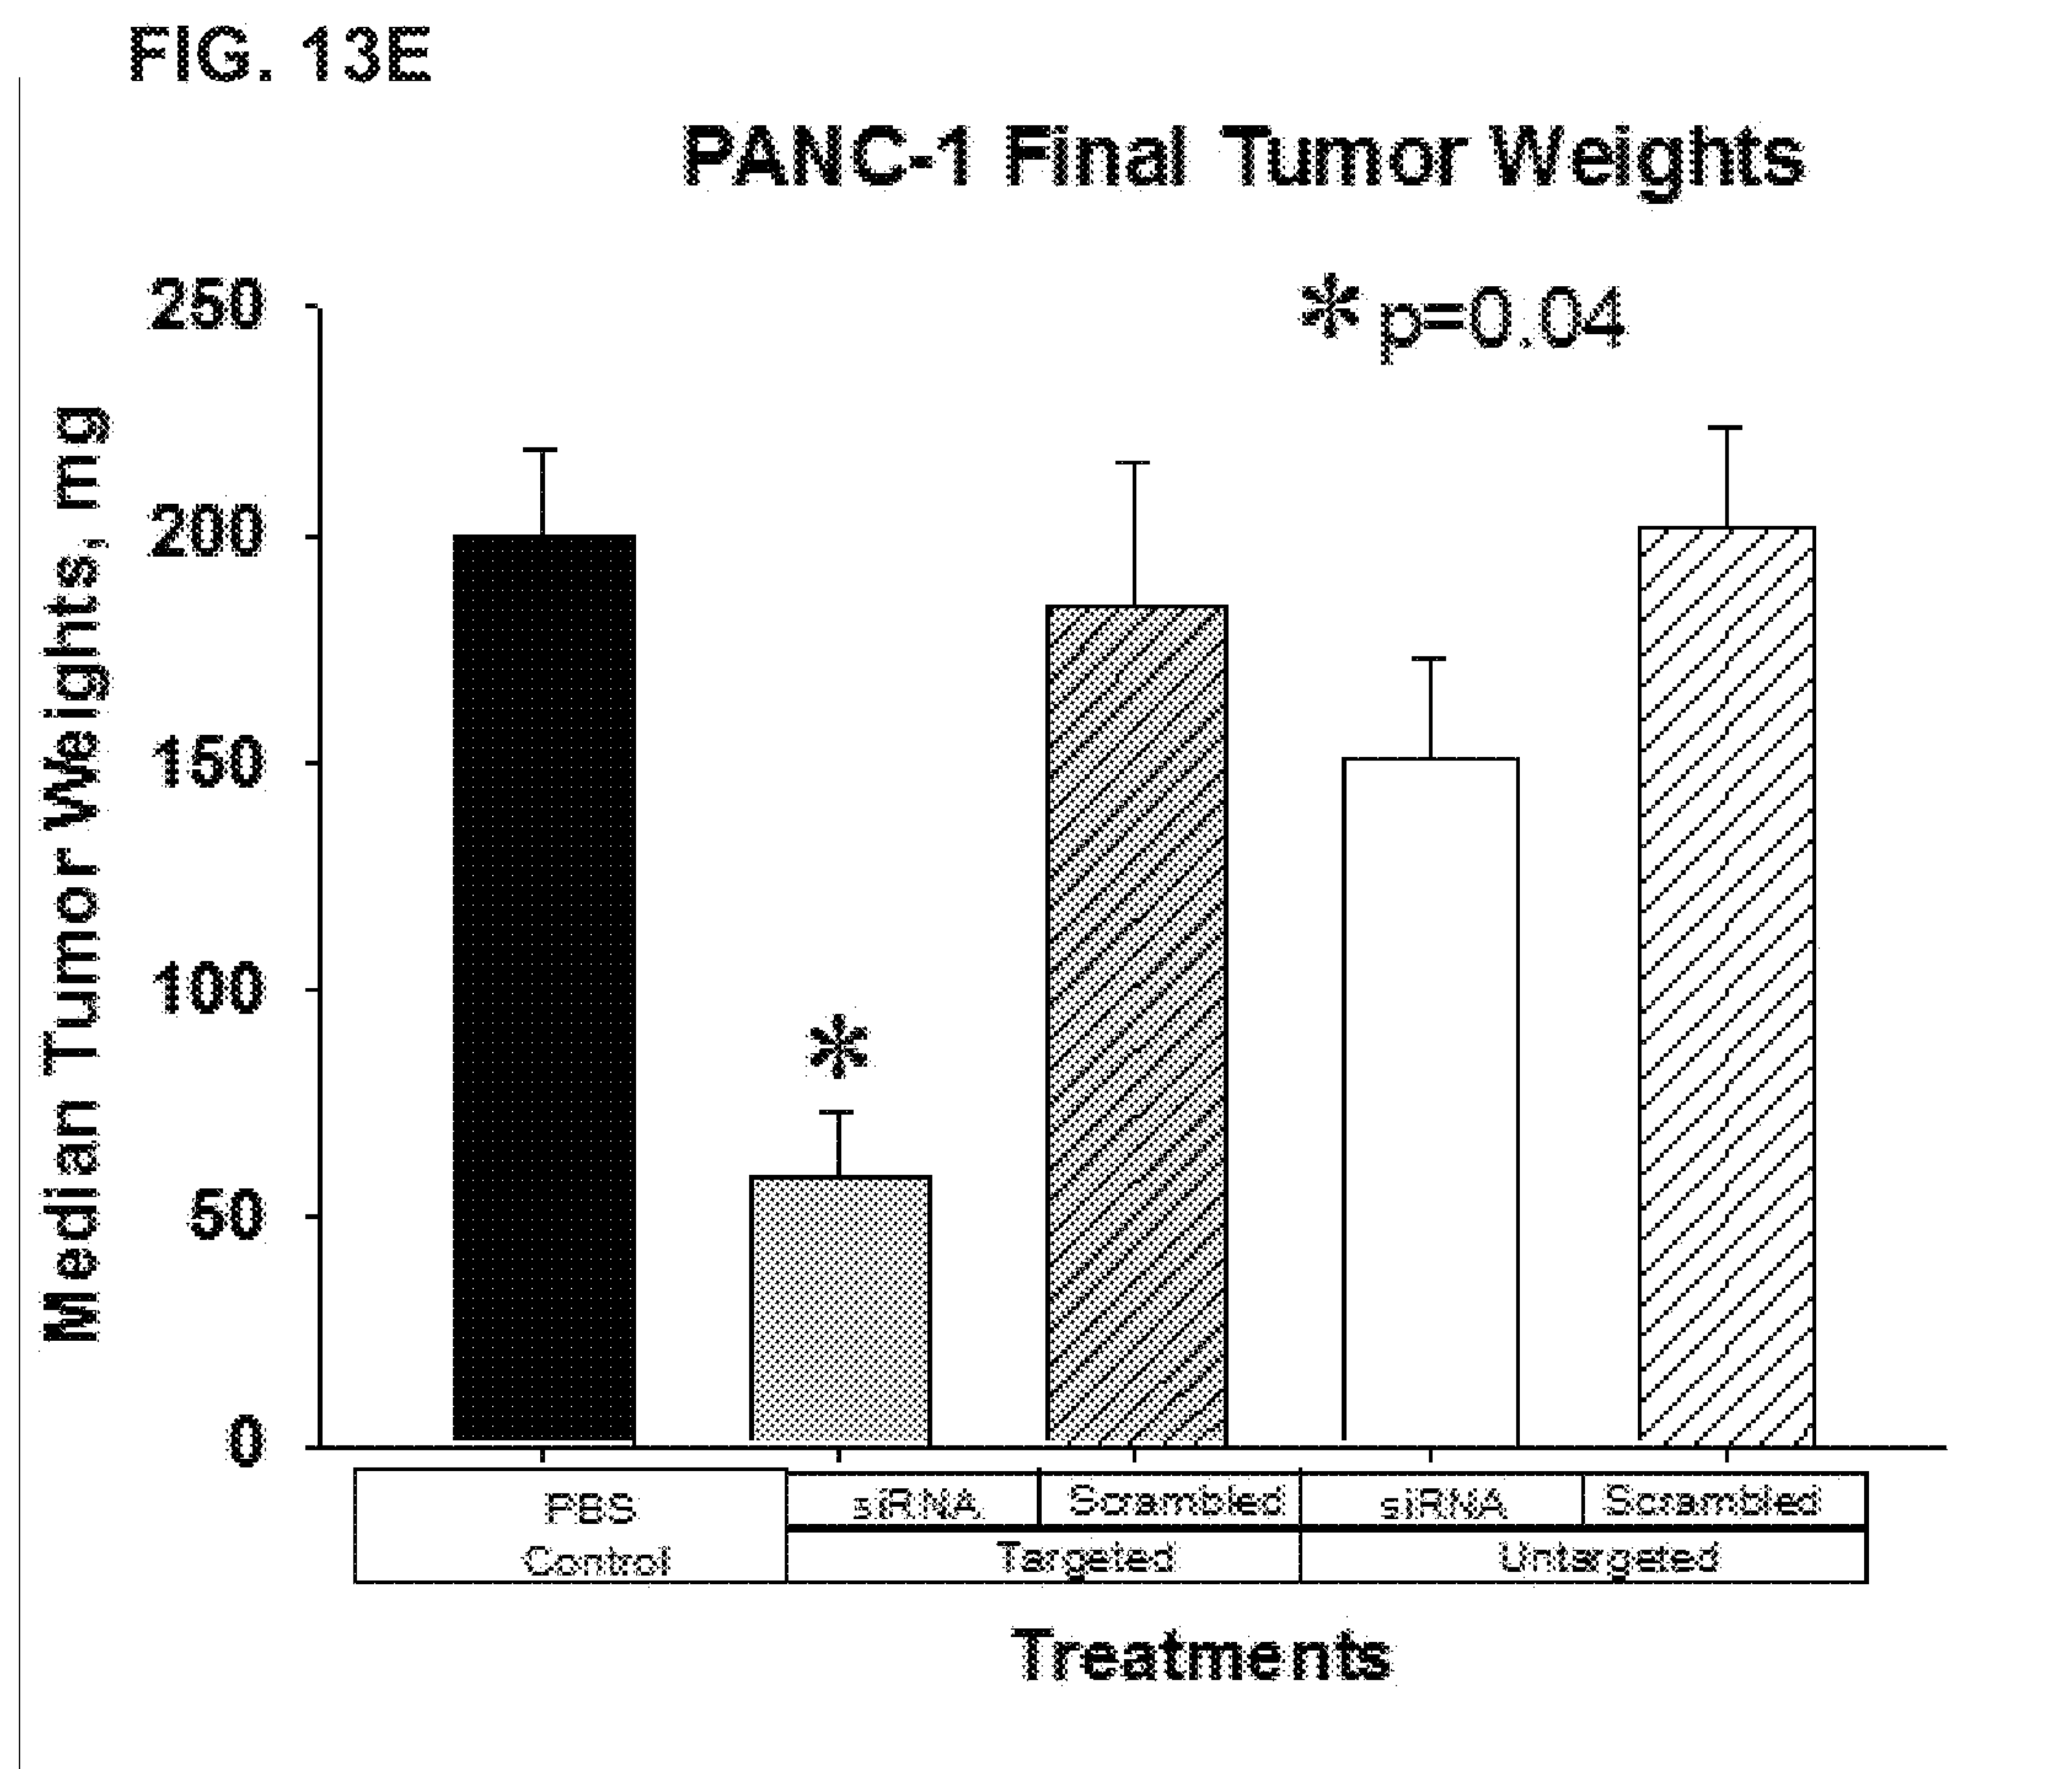 FIG. 13E
PANC-1 Final Tumor Weights
* p=0.04
Median Tumor Weights, mg
250
200
150
100
50
0
*
PBS
Control
siRNA
Scrambled
siRNA
Scrambled
Targeted
Untargeted
Treatments